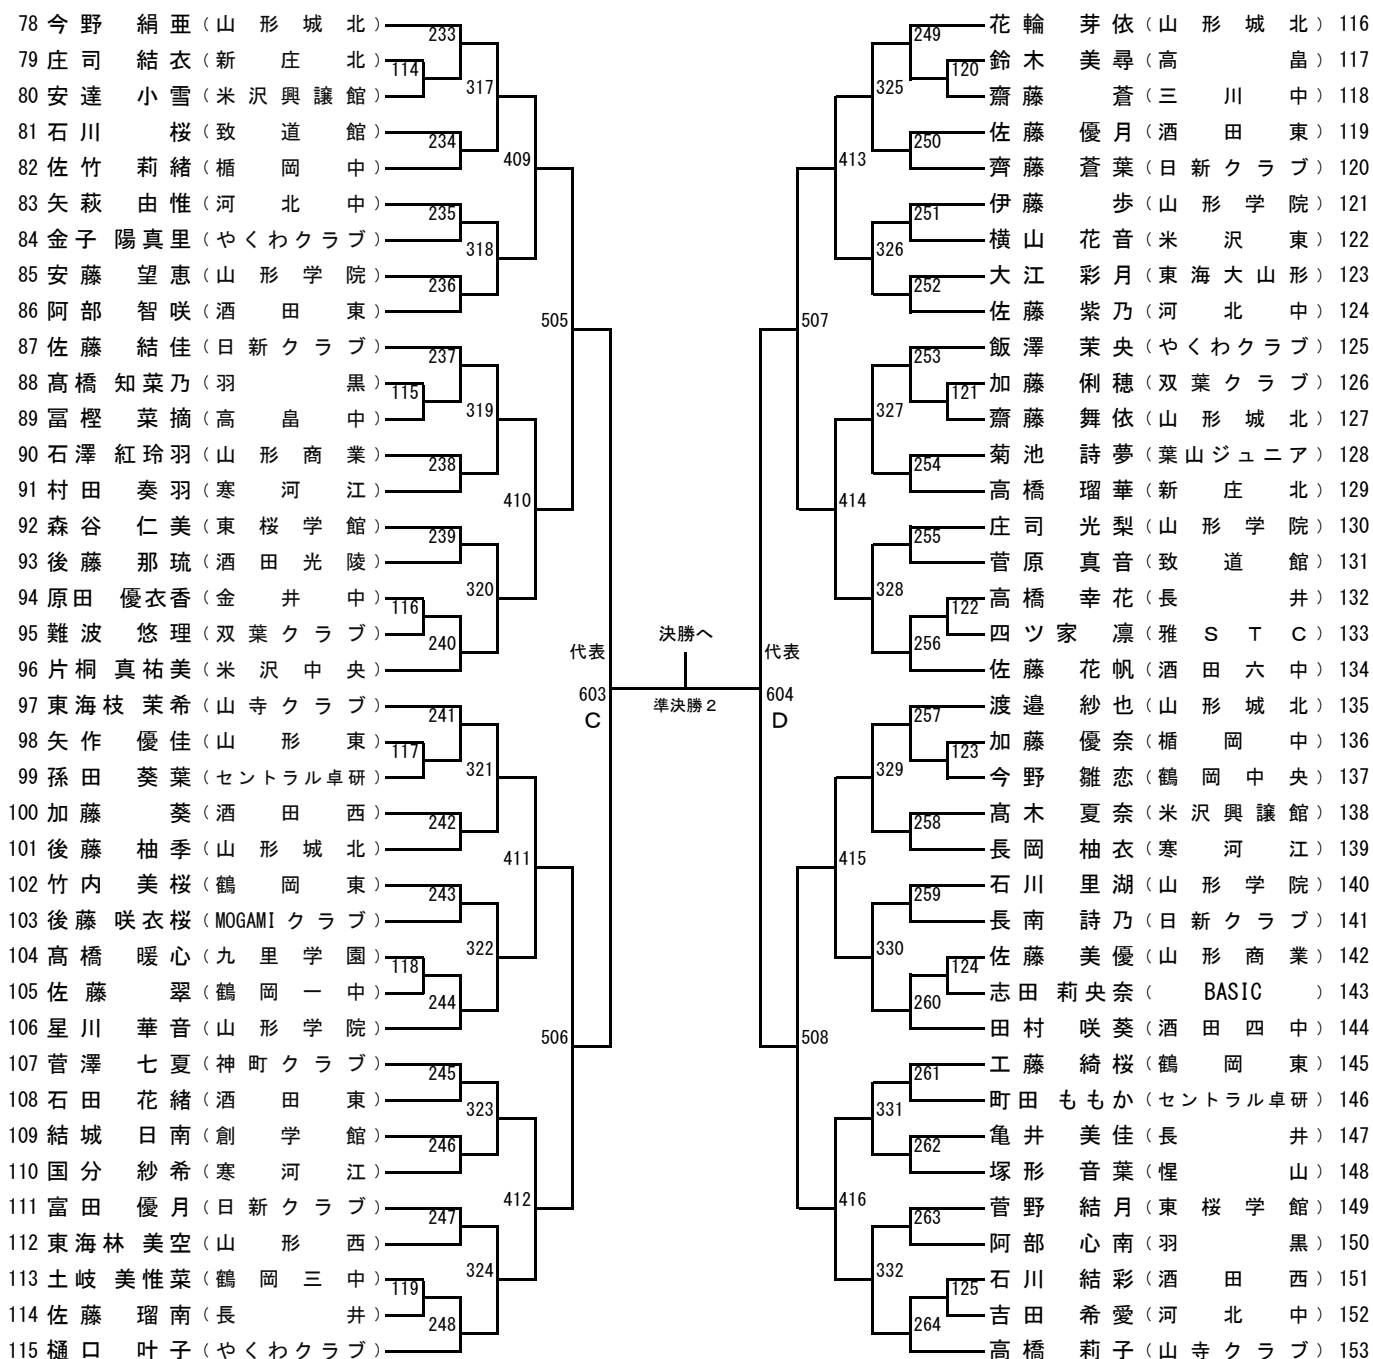 78 今野 絹亜 (山形城北)
79 庄司 結衣 (新庄北)
80 安達 小雪 (米沢興譲館)
81 石川 桜 (致道館)
82 佐竹 莉緒 (楯岡中)
83 矢萩 由惟 (河北中)
84 金子 陽真里 (やくわクラブ)
85 安藤 望恵 (山形学院)
86 阿部 智咲 (酒田東)
87 佐藤 結佳 (日新クラブ)
88 髙橋 知菜乃 (羽黒)
89 冨樫 菜摘 (高畠中)
90 石澤 紅玲羽 (山形商業)
91 村田 奏羽 (寒河江)
92 森谷 仁美 (東桜学館)
93 後藤 那琉 (酒田光陵)
94 原田 優衣香 (金井中)
95 難波 悠理 (双葉クラブ)
96 片桐 真祐美 (米沢中央)
97 東海枝 茉希 (山寺クラブ)
98 矢作 優佳 (山形東)
99 孫田 葵葉 (セントラル卓研)
100 加藤 葵 (酒田西)
101 後藤 柚季 (山形城北)
102 竹内 美桜 (鶴岡東)
103 後藤 咲衣桜 (MOGAMIクラブ)
104 髙橋 暖心 (九里学園)
105 佐藤 翠 (鶴岡一中)
106 星川 華音 (山形学院)
107 菅澤 七夏 (神町クラブ)
108 石田 花緒 (酒田東)
109 結城 日南 (創学館)
110 国分 紗希 (寒河江)
111 富田 優月 (日新クラブ)
112 東海林 美空 (山形西)
113 土岐 美惟菜 (鶴岡三中)
114 佐藤 瑠南 (長井)
115 樋口 叶子 (やくわクラブ)
233
114
317
234
409
235
318
236
505
237
115
319
238
410
239
320
116
240
代表
603
C
241
117
321
242
411
243
322
118
244
506
245
323
246
412
247
324
119
248
決勝へ
準決勝2
249
120
325
250
413
251
326
252
507
253
121
327
254
414
255
328
122
256
代表
604
D
257
123
329
258
415
259
330
124
260
508
261
331
262
416
263
332
125
264
花輪 芽依 (山形城北) 116
鈴木 美尋 (高畠) 117
齋藤 蒼 (三川中) 118
佐藤 優月 (酒田東) 119
齊藤 蒼葉 (日新クラブ) 120
伊藤 歩 (山形学院) 121
横山 花音 (米沢東) 122
大江 彩月 (東海大山形) 123
佐藤 紫乃 (河北中) 124
飯澤 茉央 (やくわクラブ) 125
加藤 俐穂 (双葉クラブ) 126
齋藤 舞依 (山形城北) 127
菊池 詩夢 (葉山ジュニア) 128
高橋 瑠華 (新庄北) 129
庄司 光梨 (山形学院) 130
菅原 真音 (致道館) 131
高橋 幸花 (長井) 132
四ツ家 凛 (雅STC) 133
佐藤 花帆 (酒田六中) 134
渡邉 紗也 (山形城北) 135
加藤 優奈 (楯岡中) 136
今野 雛恋 (鶴岡中央) 137
髙木 夏奈 (米沢興譲館) 138
長岡 柚衣 (寒河江) 139
石川 里湖 (山形学院) 140
長南 詩乃 (日新クラブ) 141
佐藤 美優 (山形商業) 142
志田 莉央奈 (BASIC) 143
田村 咲葵 (酒田四中) 144
工藤 綺桜 (鶴岡東) 145
町田 ももか (セントラル卓研) 146
亀井 美佳 (長井) 147
塚形 音葉 (惺山) 148
菅野 結月 (東桜学館) 149
阿部 心南 (羽黒) 150
石川 結彩 (酒田西) 151
吉田 希愛 (河北中) 152
高橋 莉子 (山寺クラブ) 153